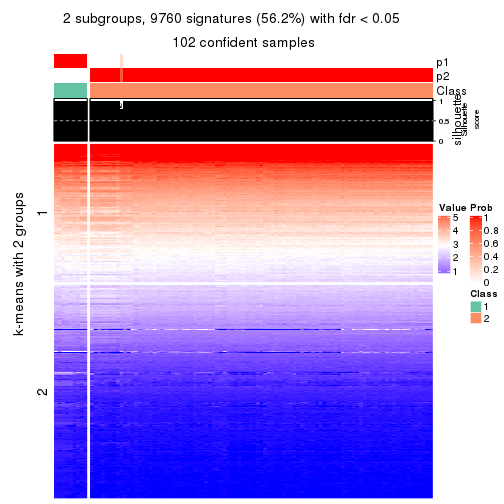 2 subgroups, 9760 signatures (56.2%) with fdr < 0.05
102 confident samples
p1
p2
Class
1
0.5
0
silhouette
Silhouette
score
k-means with 2 groups
1
2
Value
5
4
3
2
1
Prob
1
0.8
0.6
0.4
0.2
0
Class
1
2